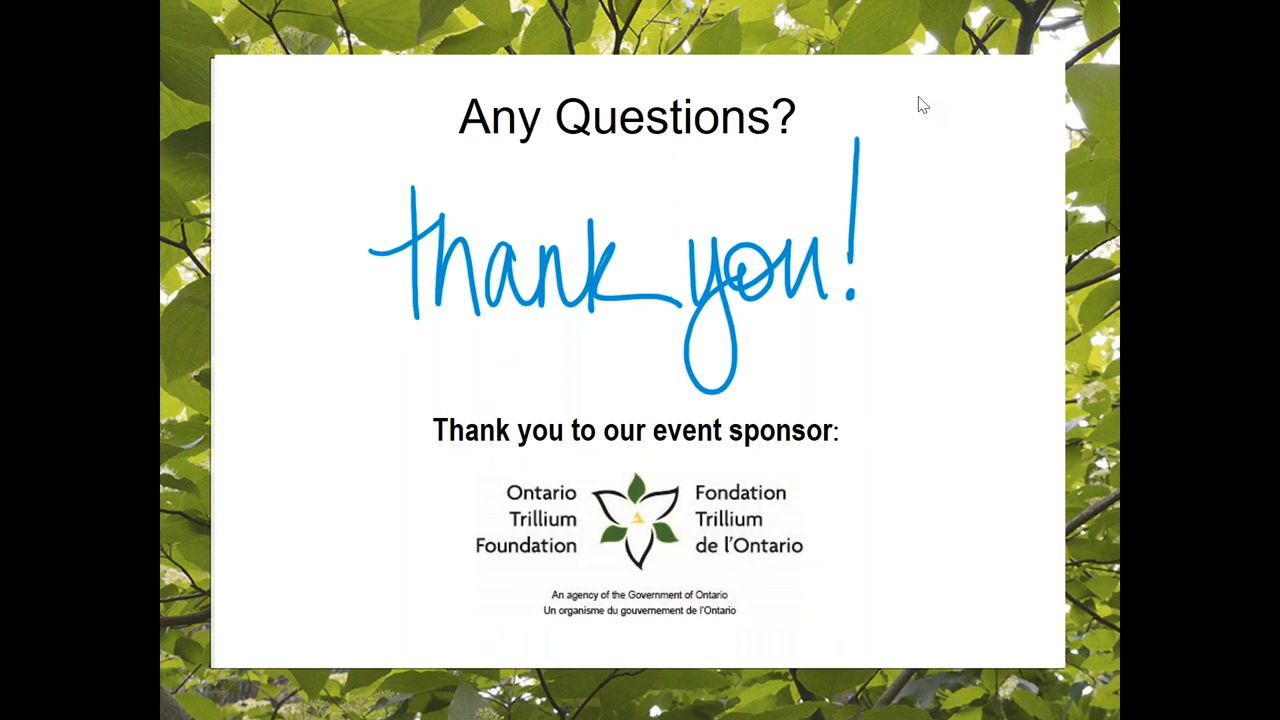 Any Questions?
thank you!
Thank you to our event sponsor:
Ontario
Trillium
Foundation
Fondation
Trillium
de l'Ontario
An agency of the Government of Ontario
Un organisme du gouvernement de l'Ontario